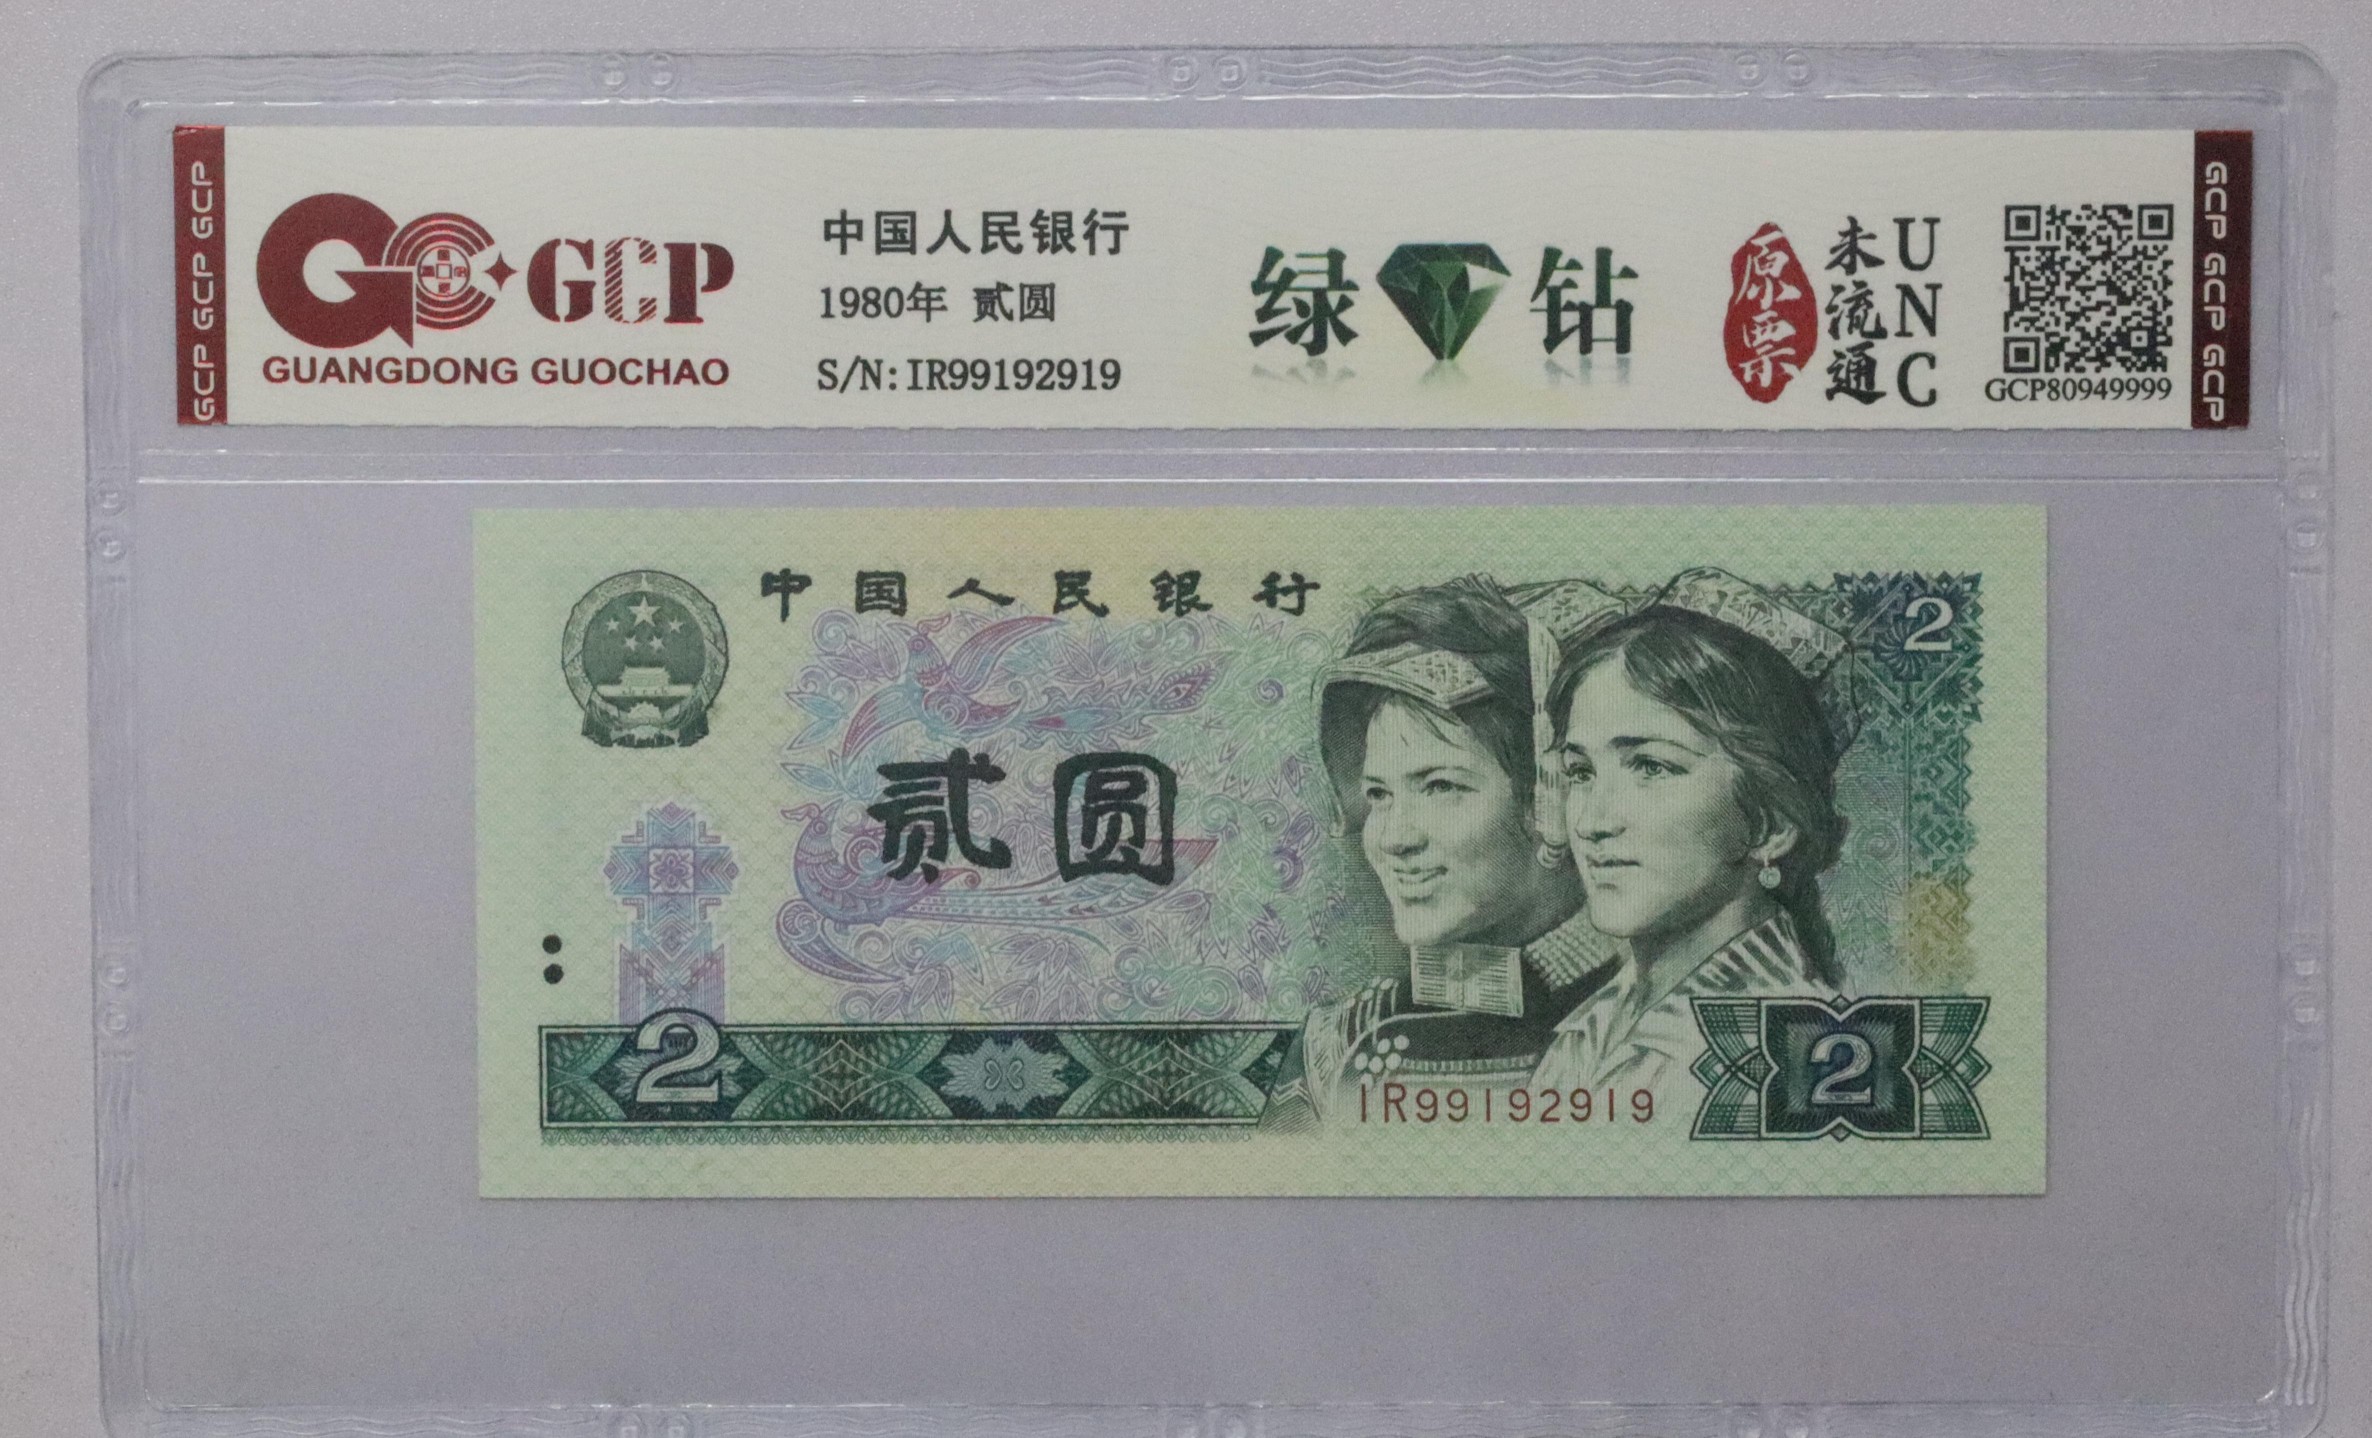 GCP GCP GCP
GCP
GUANGDONG GUOCHAO
中国人民银行
1980年 贰圆
S/N:IR99192919
绿钻
原票
未流通
UNC
GCP80949999
GCP GCP GCP
中国人民银行
2
贰圆
2
IR99192919
2